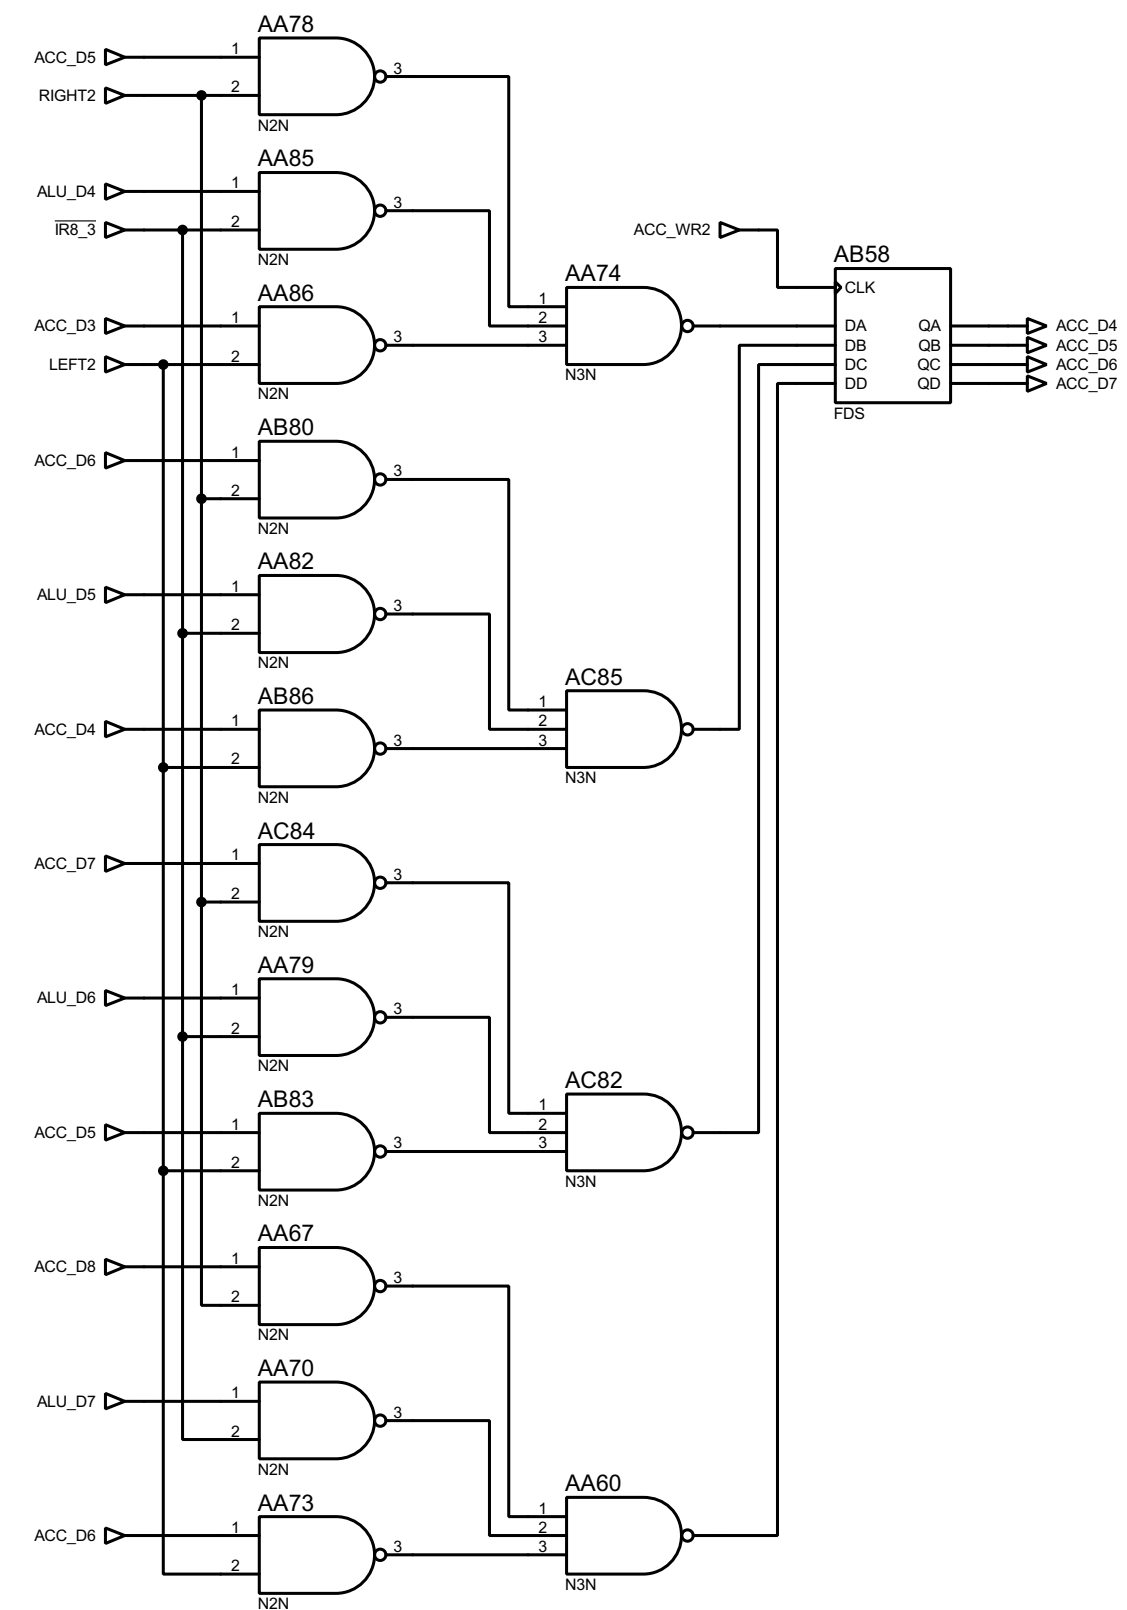 AA78
ACC_D5 1 3
RIGHT2 2
N2N
AA85
ALU_D4 1 3
IR8_3 2
N2N
ACC_WR2
AB58
CLK
AA86
AA74
ACC_D3 1 3
LEFT2 2
N2N
1
2
3
N3N
DA QA ACC_D4
DB QB ACC_D5
DC QC ACC_D6
DD QD ACC_D7
FDS
AB80
ACC_D6 1 3
2
N2N
AA82
ALU_D5 1 3
2
N2N
AB86
AC85
ACC_D4 1 3
2
N2N
1
2
3
N3N
AC84
ACC_D7 1 3
2
N2N
AA79
ALU_D6 1 3
2
N2N
AB83
AC82
ACC_D5 1 3
2
N2N
1
2
3
N3N
AA67
ACC_D8 1 3
2
N2N
AA70
ALU_D7 1 3
2
N2N
AA73
AA60
ACC_D6 1 3
2
N2N
1
2
3
N3N